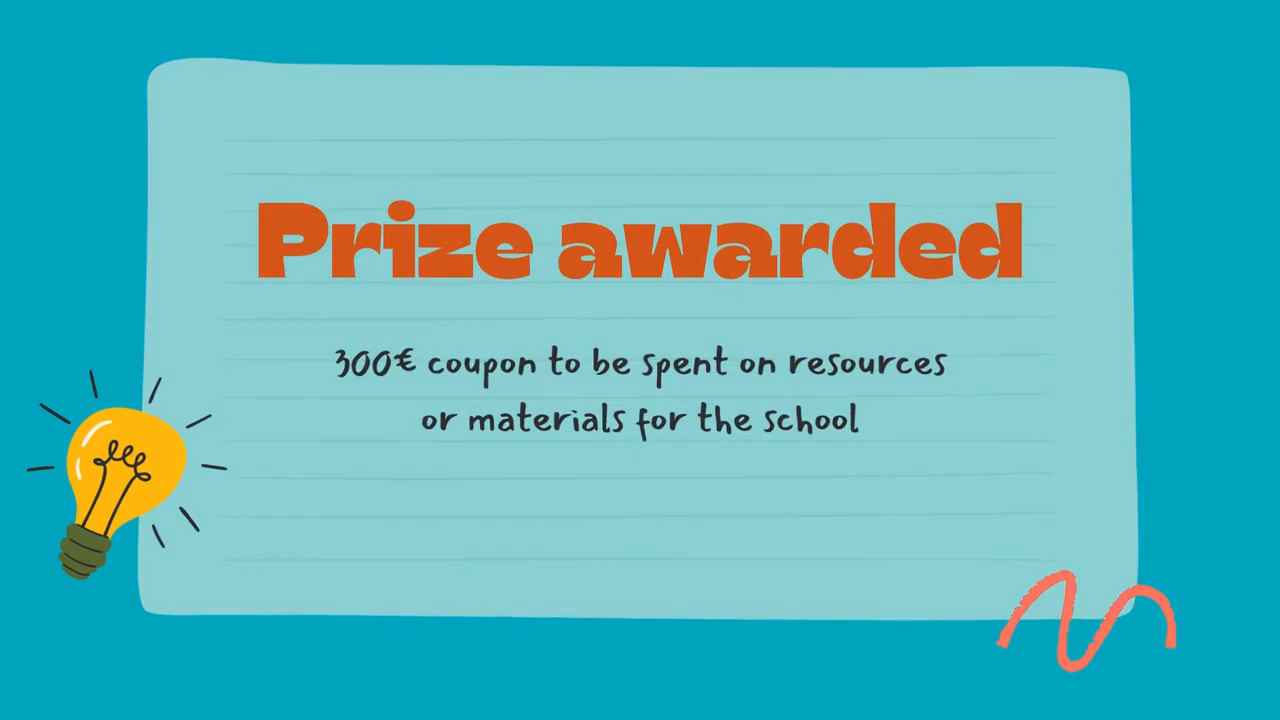 Prize awarded
300€ coupon to be spent on resources
or materials for the school